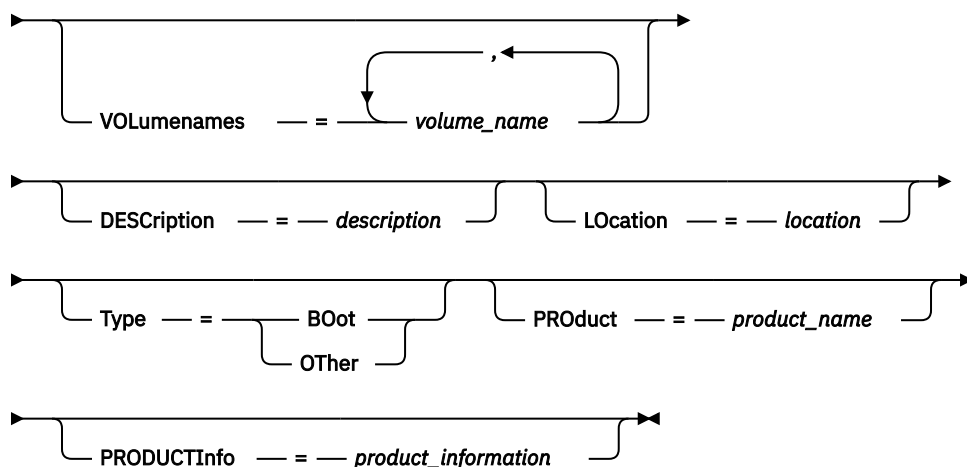 ,
VOLumenames = volume_name
DESCription = description LOcation = location
Type = BOot PROduct = product_name
OTher
PRODUCTInfo = product_information